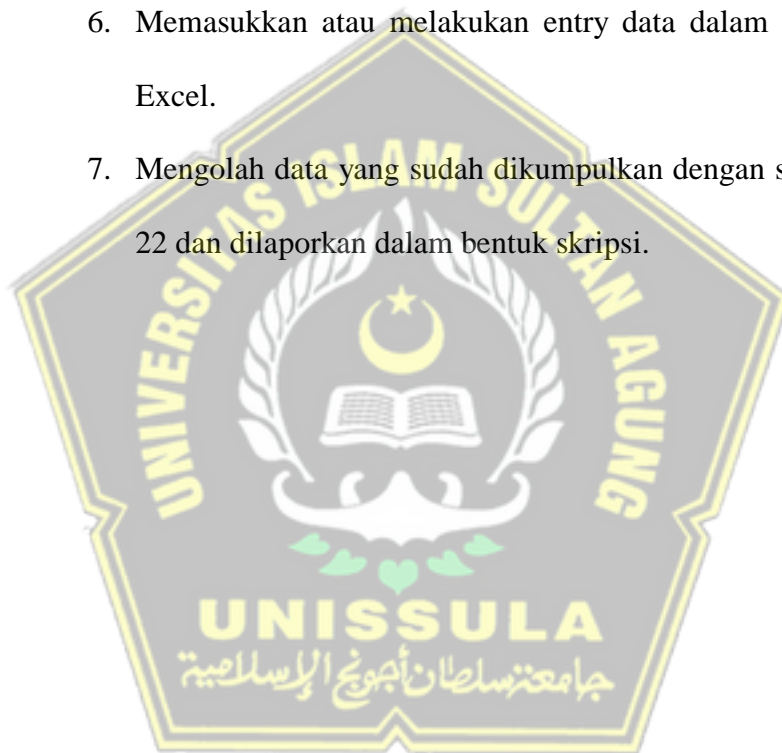 6. Memasukkan atau melakukan entry data dalam
Excel.
7. Mengolah data yang sudah dikumpulkan dengan s
22 dan dilaporkan dalam bentuk skripsi.
UNIVERSITAS ISLAM SULTAN AGUNG
UNISSULA
جامعة سلطان أجونج الإسلامية